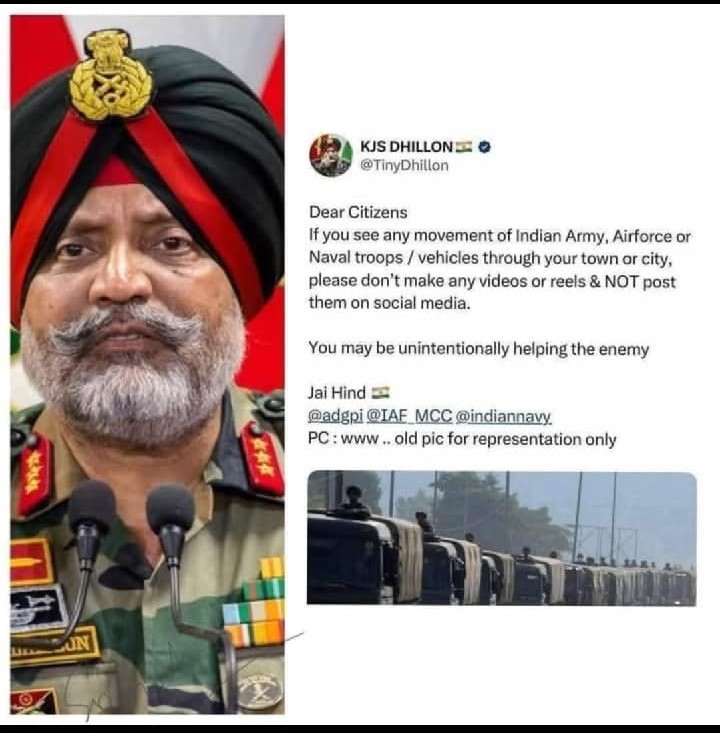 KJS DHILLON🇮🇳
@TinyDhillon
Dear Citizens
If you see any movement of Indian Army, Airforce or
Naval troops / vehicles through your town or city,
please don't make any videos or reels & NOT post
them on social media.
You may be unintentionally helping the enemy
Jai Hind 🇮🇳
@adgpi @IAF_MCC @indiannavy
PC : www .. old pic for representation only